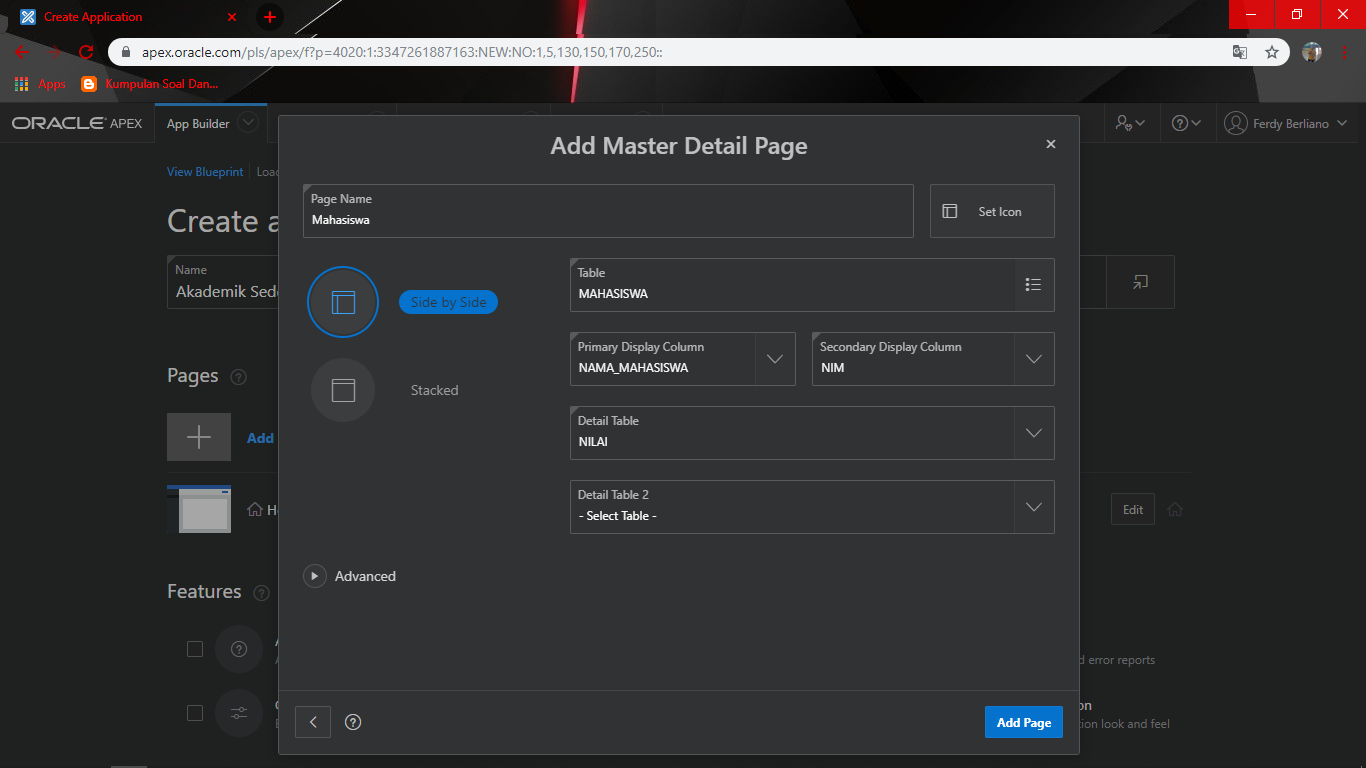 Create Application
apex.oracle.com/pls/apex/f?p=4020:1:3347261887163:NEW:NO:1,5,130,150,170,250::
Apps
Kumpulan Soal Dan...
ORACLE APEX
App Builder
Ferdy Berliano
View Blueprint
Create a
Name
Akademik
Pages
Add
Edit
Features
d error reports
on
ion look and feel
Add Master Detail Page
Page Name
Mahasiswa
Set Icon
Side by Side
Stacked
Table
MAHASISWA
Primary Display Column
NAMA_MAHASISWA
Secondary Display Column
NIM
Detail Table
NILAI
Detail Table 2
- Select Table -
Advanced
Add Page